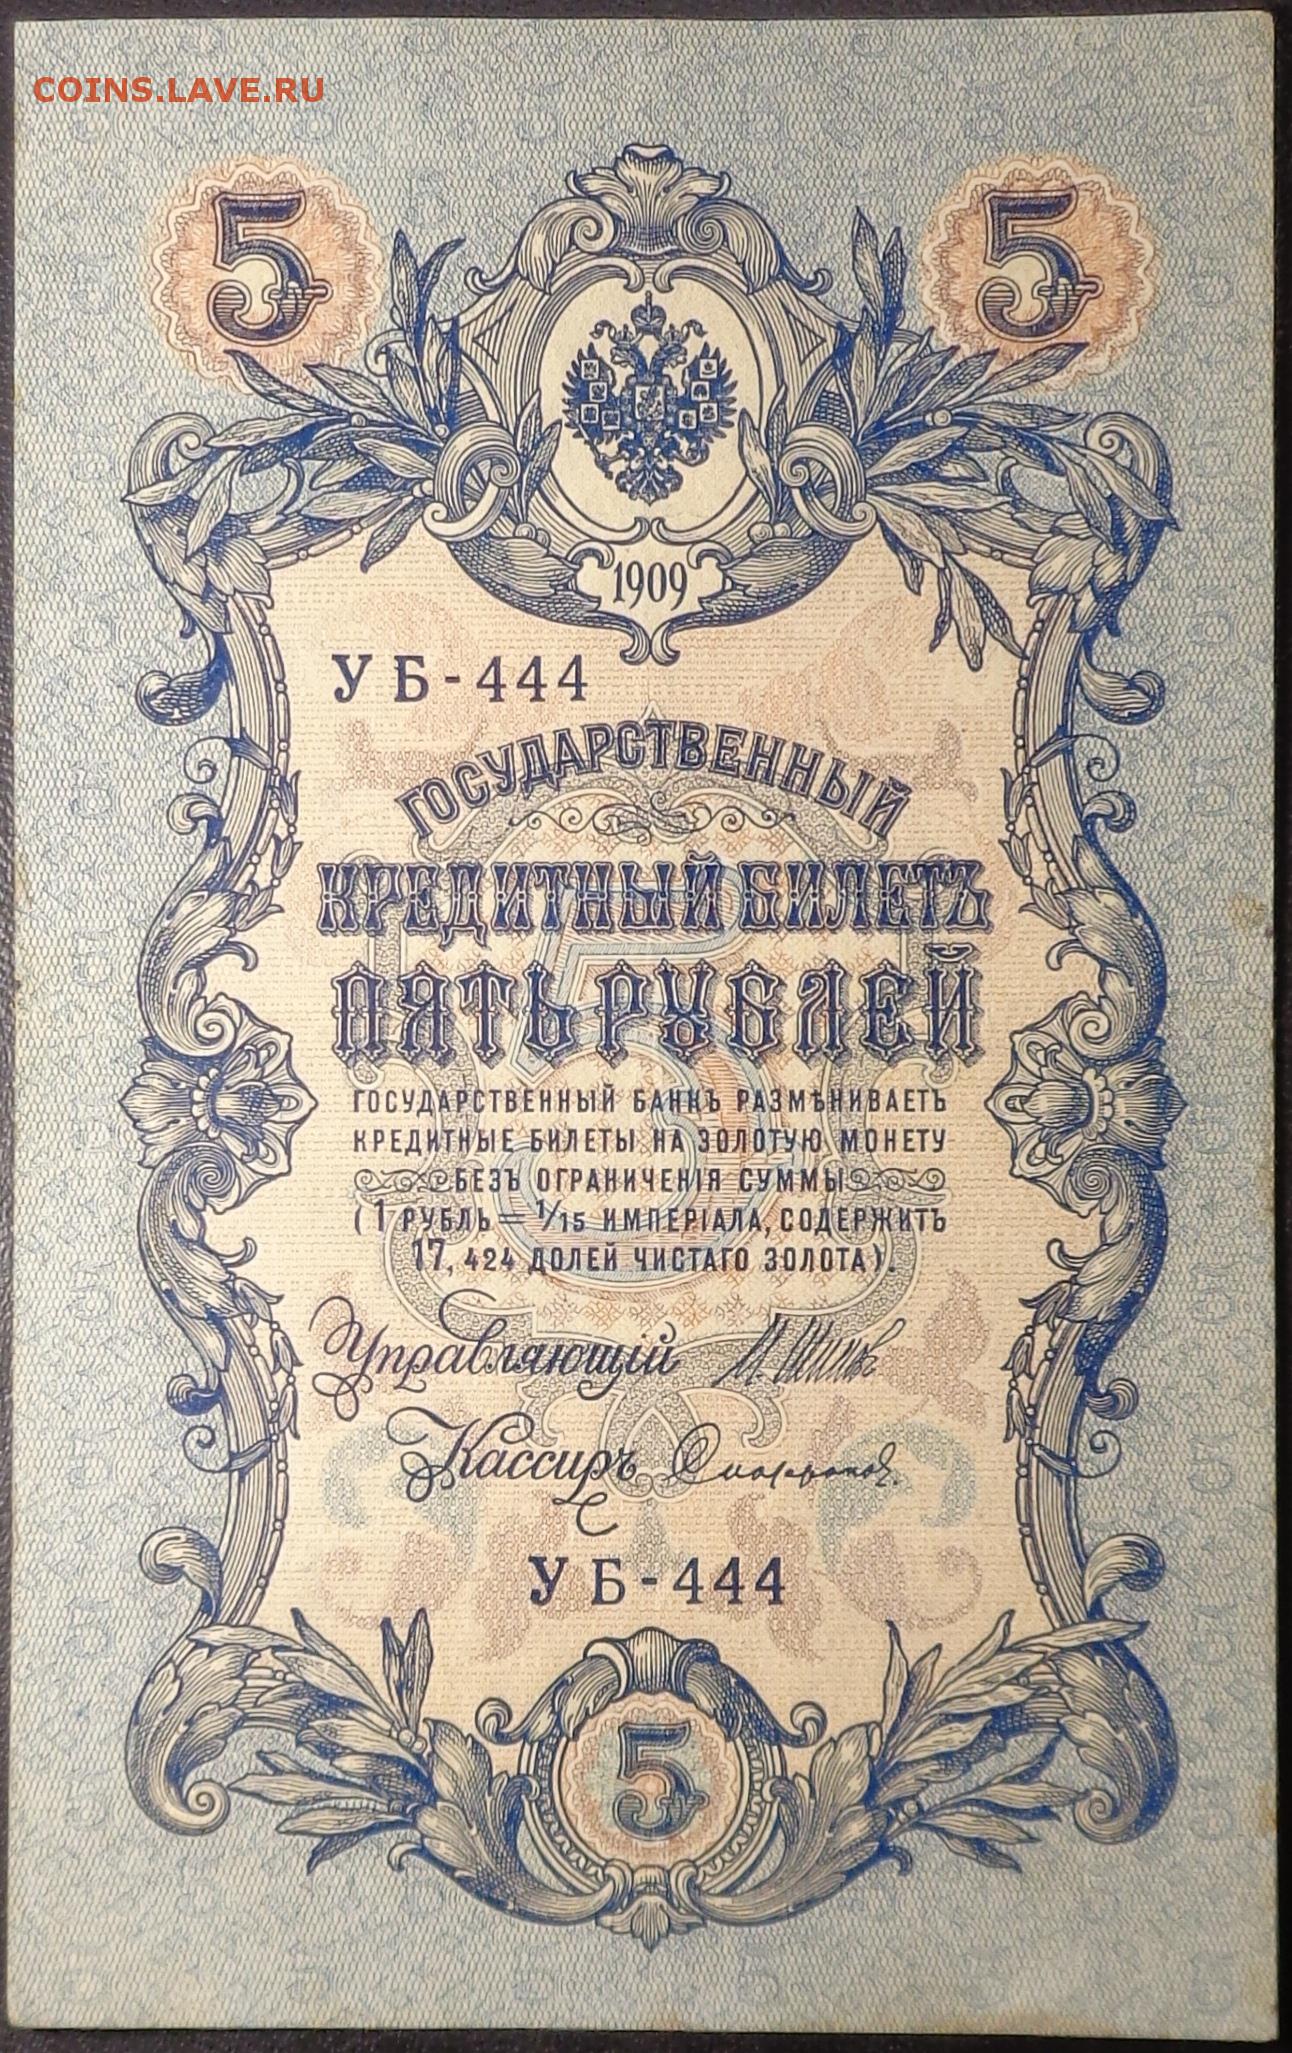 COINS.LAVE.RU
5 5
1909
УБ-444
ГОСУДАРСТВЕННЫЙ
КРЕДИТНЫЙ БИЛЕТЪ
ПЯТЬ РУБЛЕЙ
ГОСУДАРСТВЕННЫЙ БАНКЪ РАЗМѢНИВАЕТЪ
КРЕДИТНЫЕ БИЛЕТЫ НА ЗОЛОТУЮ МОНЕТУ
БЕЗЪ ОГРАНИЧЕНІЯ СУММЫ
(1 РУБЛЬ = 1/15 ИМПЕРІАЛА, СОДЕРЖИТЪ
17, 424 ДОЛЕЙ ЧИСТАГО ЗОЛОТА).
Управляющій И. Шипов
Кассиръ
УБ-444
5